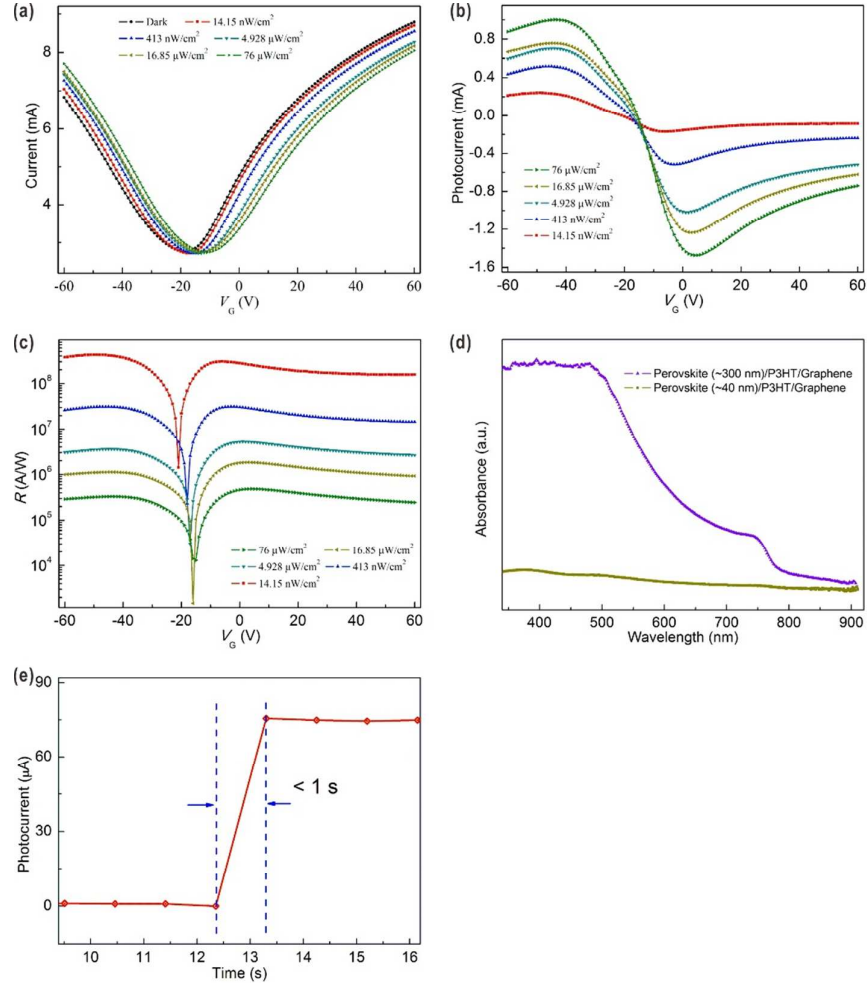 (a)
Dark 14.15 nW/cm²
413 nW/cm² 4.928 μW/cm²
16.85 μW/cm² 76 μW/cm²
8
6
4
Current (mA)
-60 -40 -20 0 20 40 60
V_G (V)
(b)
0.8
0.4
0.0
-0.4
-0.8
-1.2
-1.6
Photocurrent (mA)
76 μW/cm²
16.85 μW/cm²
4.928 μW/cm²
413 nW/cm²
14.15 nW/cm²
-60 -40 -20 0 20 40 60
V_G (V)
(c)
10⁸
10⁷
10⁶
10⁵
10⁴
R (A/W)
76 μW/cm² 16.85 μW/cm²
4.928 μW/cm² 413 nW/cm²
14.15 nW/cm²
-60 -40 -20 0 20 40 60
V_G (V)
(d)
Perovskite (~300 nm)/P3HT/Graphene
Perovskite (~40 nm)/P3HT/Graphene
Absorbance (a.u.)
400 500 600 700 800 900
Wavelength (nm)
(e)
90
60
30
0
Photocurrent (μA)
< 1 s
10 11 12 13 14 15 16
Time (s)